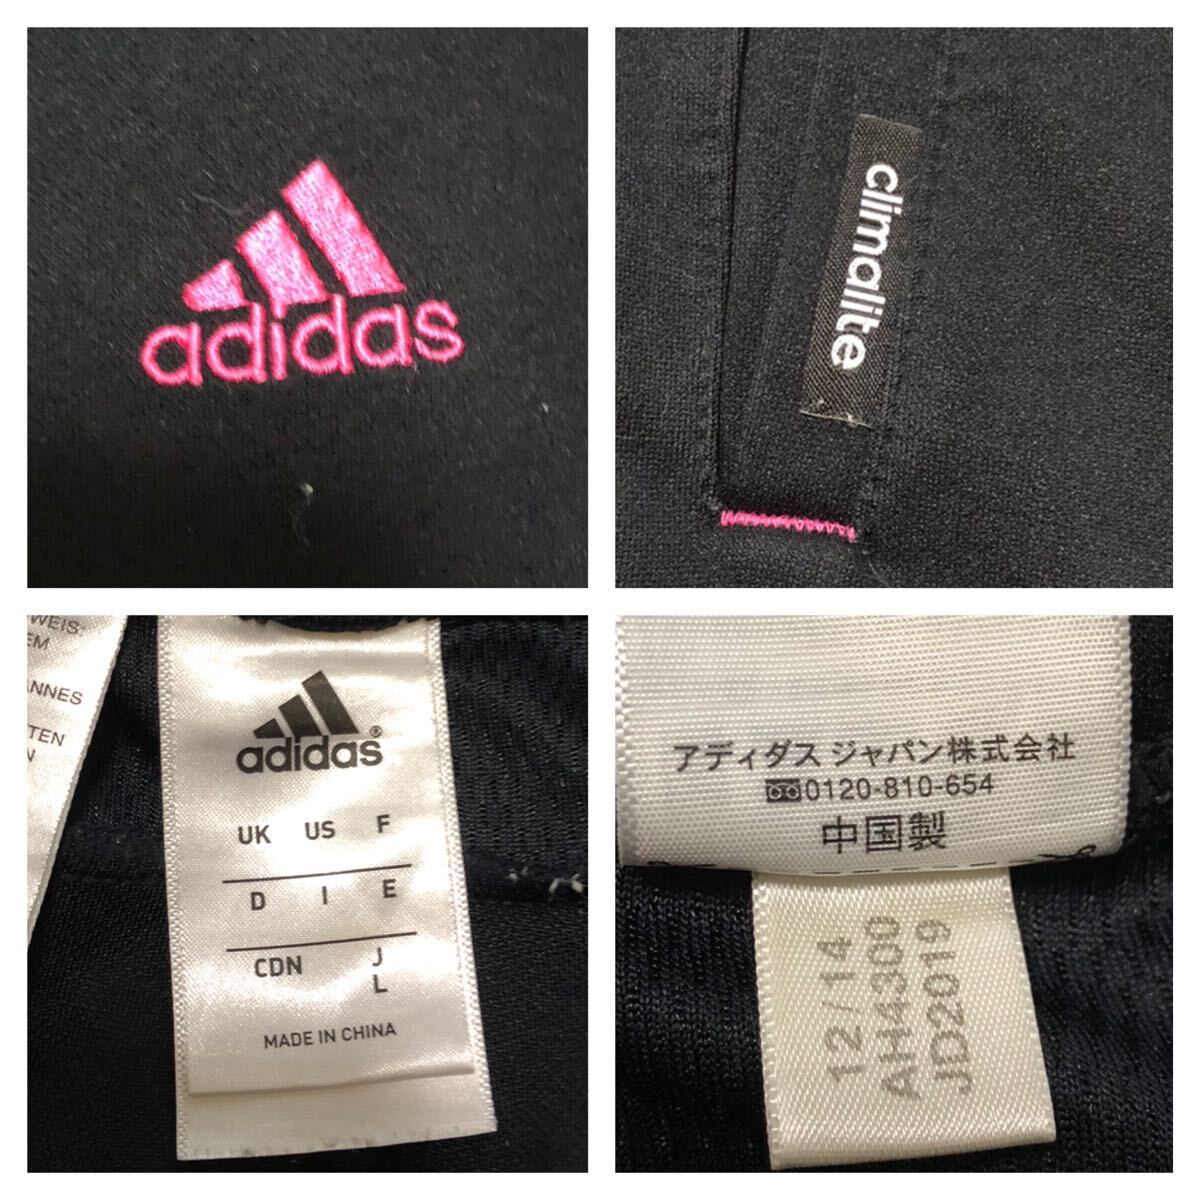 adidas
climalite
WEIS:
EM
ANNES
TEN
N
adidas®
UK US F
D I E
CDN J
L
MADE IN CHINA
アディダス ジャパン株式会社
0120-810-654
中国製
12/14
AH4300
JD2019